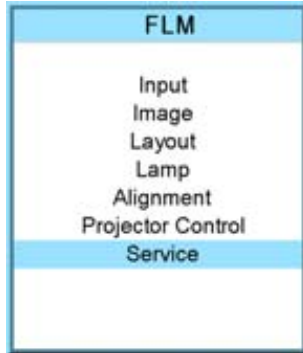 FLM
Input
Image
Layout
Lamp
Alignment
Projector Control
Service